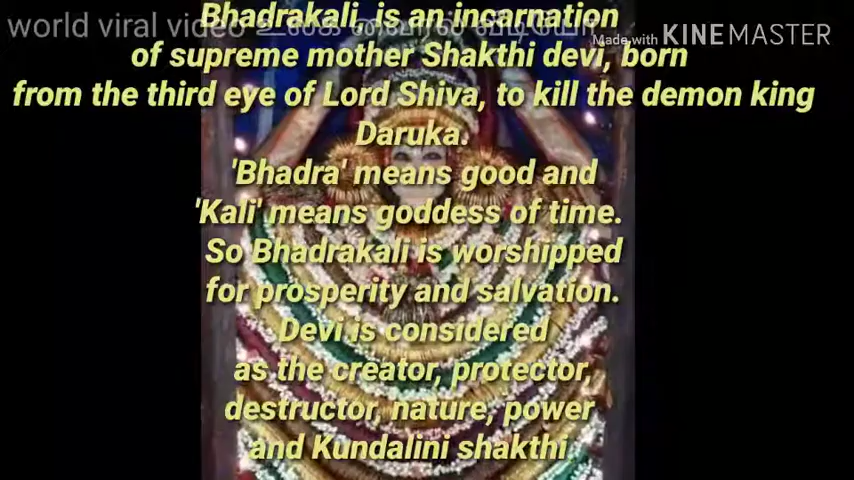 Bhadrakali, is an incarnation
world viral video உலக வைரல் வீடியோ
Made with KINEMASTER
of supreme mother Shakthi devi, born
from the third eye of Lord Shiva, to kill the demon king
Daruka.
'Bhadra' means good and
'Kali' means goddess of time.
So Bhadrakali is worshipped
for prosperity and salvation.
Devi is considered
as the creator, protector,
destructor, nature, power
and Kundalini shakthi